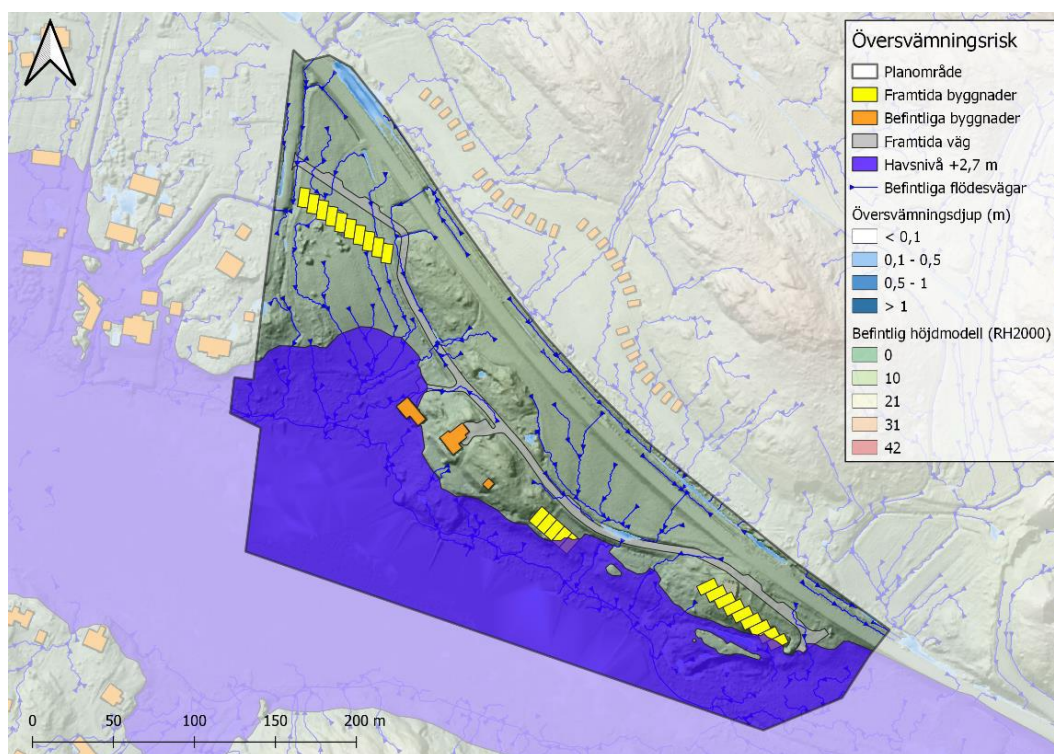 Översvämningsrisk
Planområde
Framtida byggnader
Befintliga byggnader
Framtida väg
Havsnivå +2,7 m
Befintliga flödesvägar
Översvämningsdjup (m)
< 0,1
0,1 - 0,5
0,5 - 1
> 1
Befintlig höjdmodell (RH2000)
0
10
21
31
42
0 50 100 150 200 m